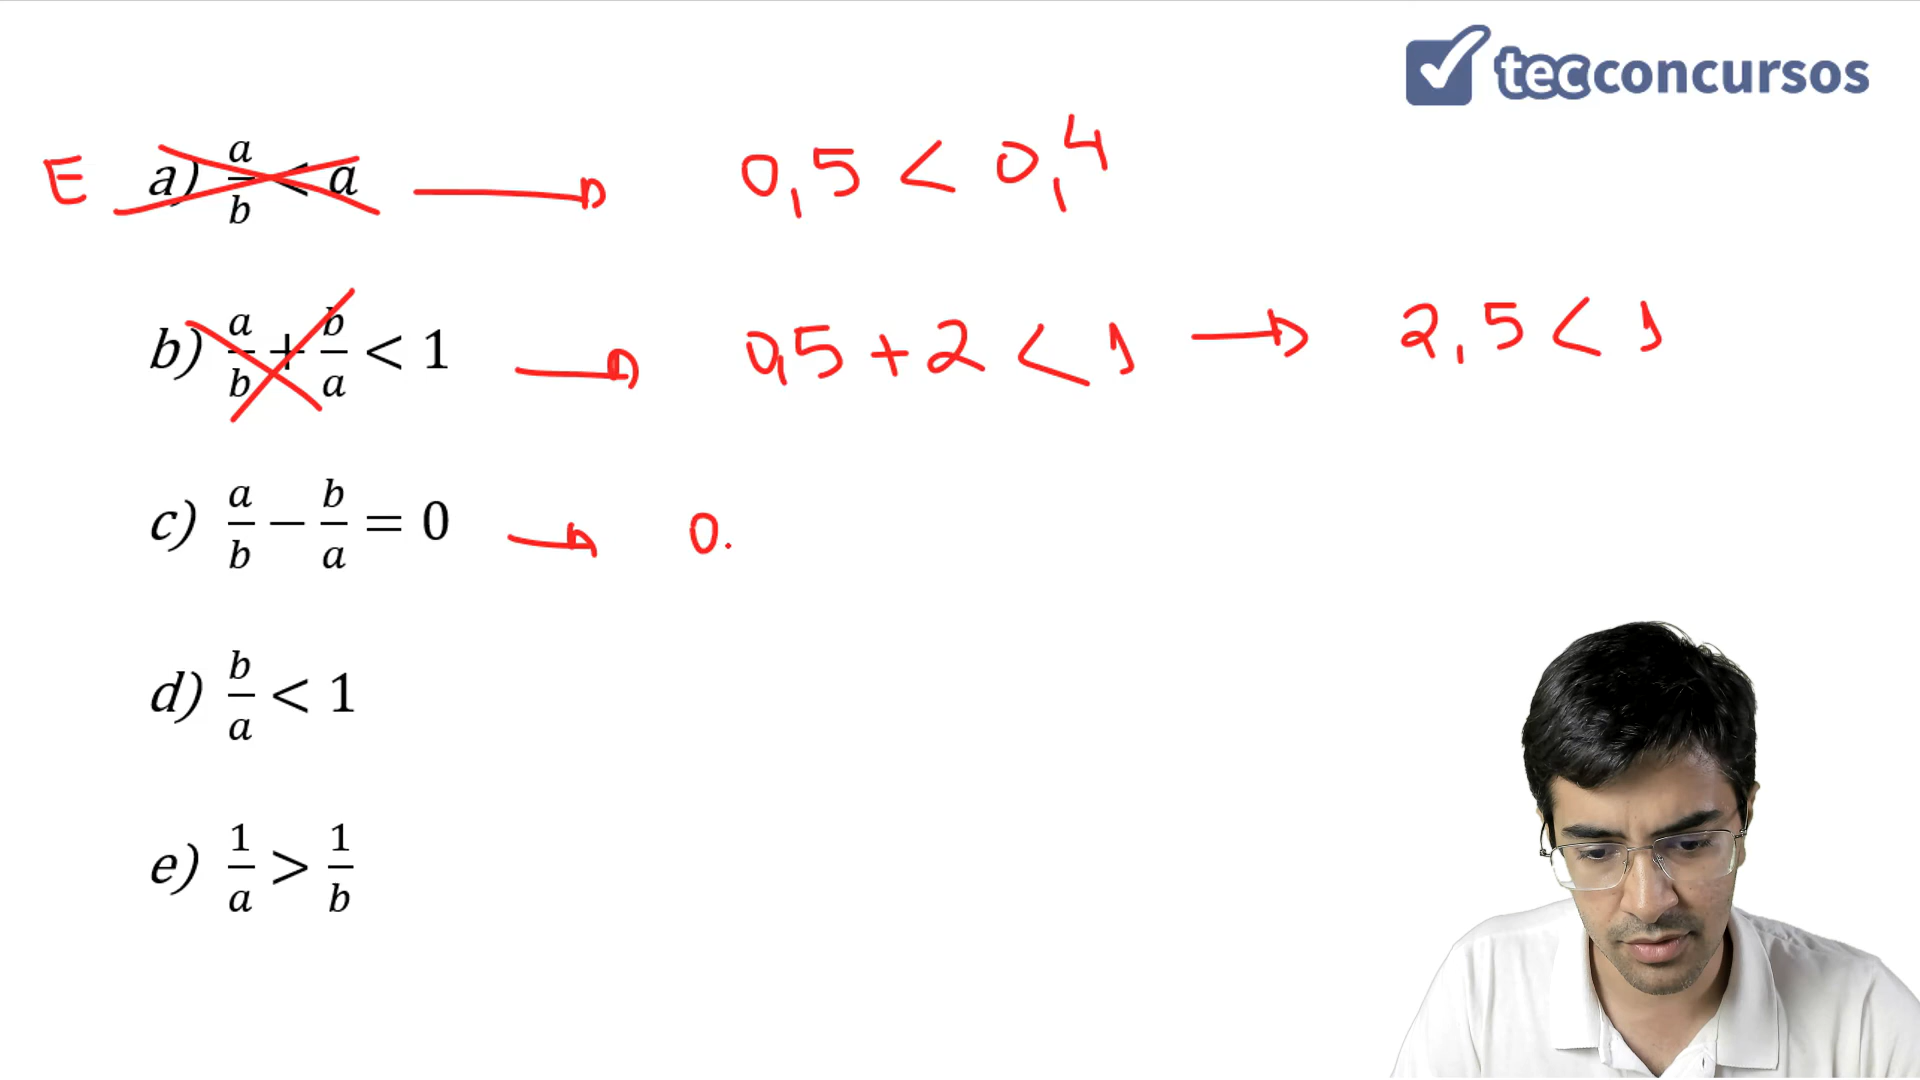 tecconcursos
E a) a/b < a → 0,5 < 0,4
b) a/b + b/a < 1 → 0,5 + 2 < 1 → 2,5 < 1
c) a/b − b/a = 0 → 0.
d) b/a < 1
e) 1/a > 1/b